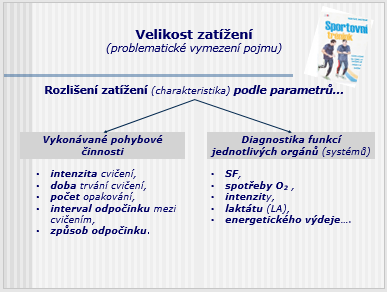 Velikost zatížení
(problematické vymezení pojmu)
Sportovní
trénink
Rozlišení zatížení (charakteristika) podle parametrů...
Vykonávané pohybové
činnosti
• intenzita cvičení,
• doba trvání cvičení,
• počet opakování,
• interval odpočinku mezi
cvičením,
• způsob odpočinku.
Diagnostika funkcí
jednotlivých orgánů (systémů)
• SF,
• spotřeby O₂ ,
• intenzity,
• laktátu (LA),
• energetického výdeje….